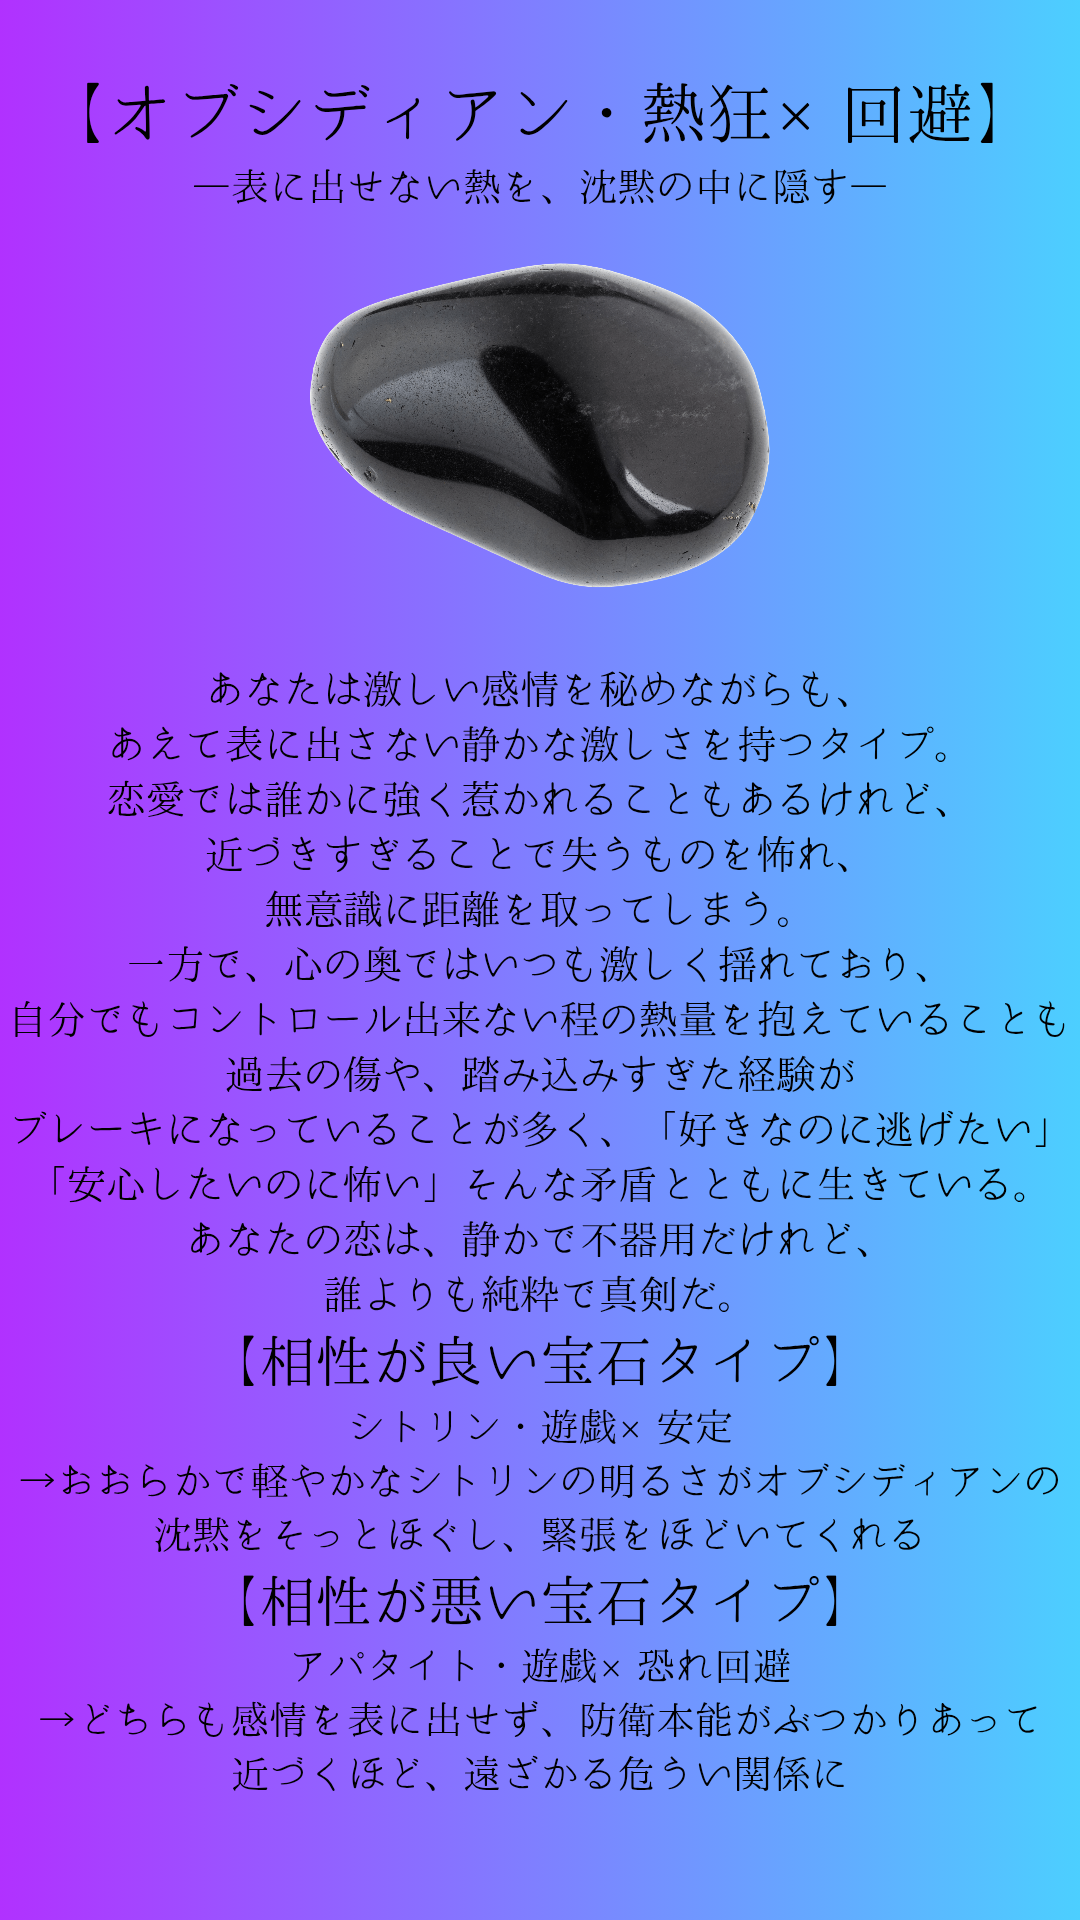 【オブシディアン・熱狂× 回避】
―表に出せない熱を、沈黙の中に隠す―
あなたは激しい感情を秘めながらも、
あえて表に出さない静かな激しさを持つタイプ。
恋愛では誰かに強く惹かれることもあるけれど、
近づきすぎることで失うものを怖れ、
無意識に距離を取ってしまう。
一方で、心の奥ではいつも激しく揺れており、
自分でもコントロール出来ない程の熱量を抱えていることも
過去の傷や、踏み込みすぎた経験が
ブレーキになっていることが多く、「好きなのに逃げたい」
「安心したいのに怖い」そんな矛盾とともに生きている。
あなたの恋は、静かで不器用だけれど、
誰よりも純粋で真剣だ。
【相性が良い宝石タイプ】
シトリン・遊戯× 安定
→おおらかで軽やかなシトリンの明るさがオブシディアンの
沈黙をそっとほぐし、緊張をほどいてくれる
【相性が悪い宝石タイプ】
アパタイト・遊戯× 恐れ回避
→どちらも感情を表に出せず、防衛本能がぶつかりあって
近づくほど、遠ざかる危うい関係に